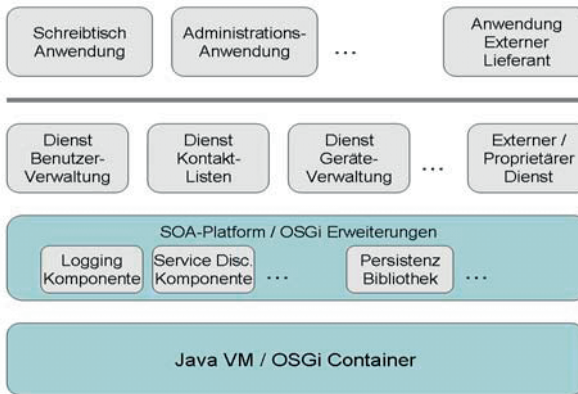 Schreibtisch
Anwendung
Administrations-
Anwendung
...
Anwendung
Externer
Lieferant
Dienst
Benutzer-
Verwaltung
Dienst
Kontakt-
Listen
Dienst
Geräte-
Verwaltung
...
Externer /
Proprietärer
Dienst
SOA-Platform / OSGi Erweiterungen
Logging
Komponente
Service Disc.
Komponente
...
Persistenz
Bibliothek
...
Java VM / OSGi Container